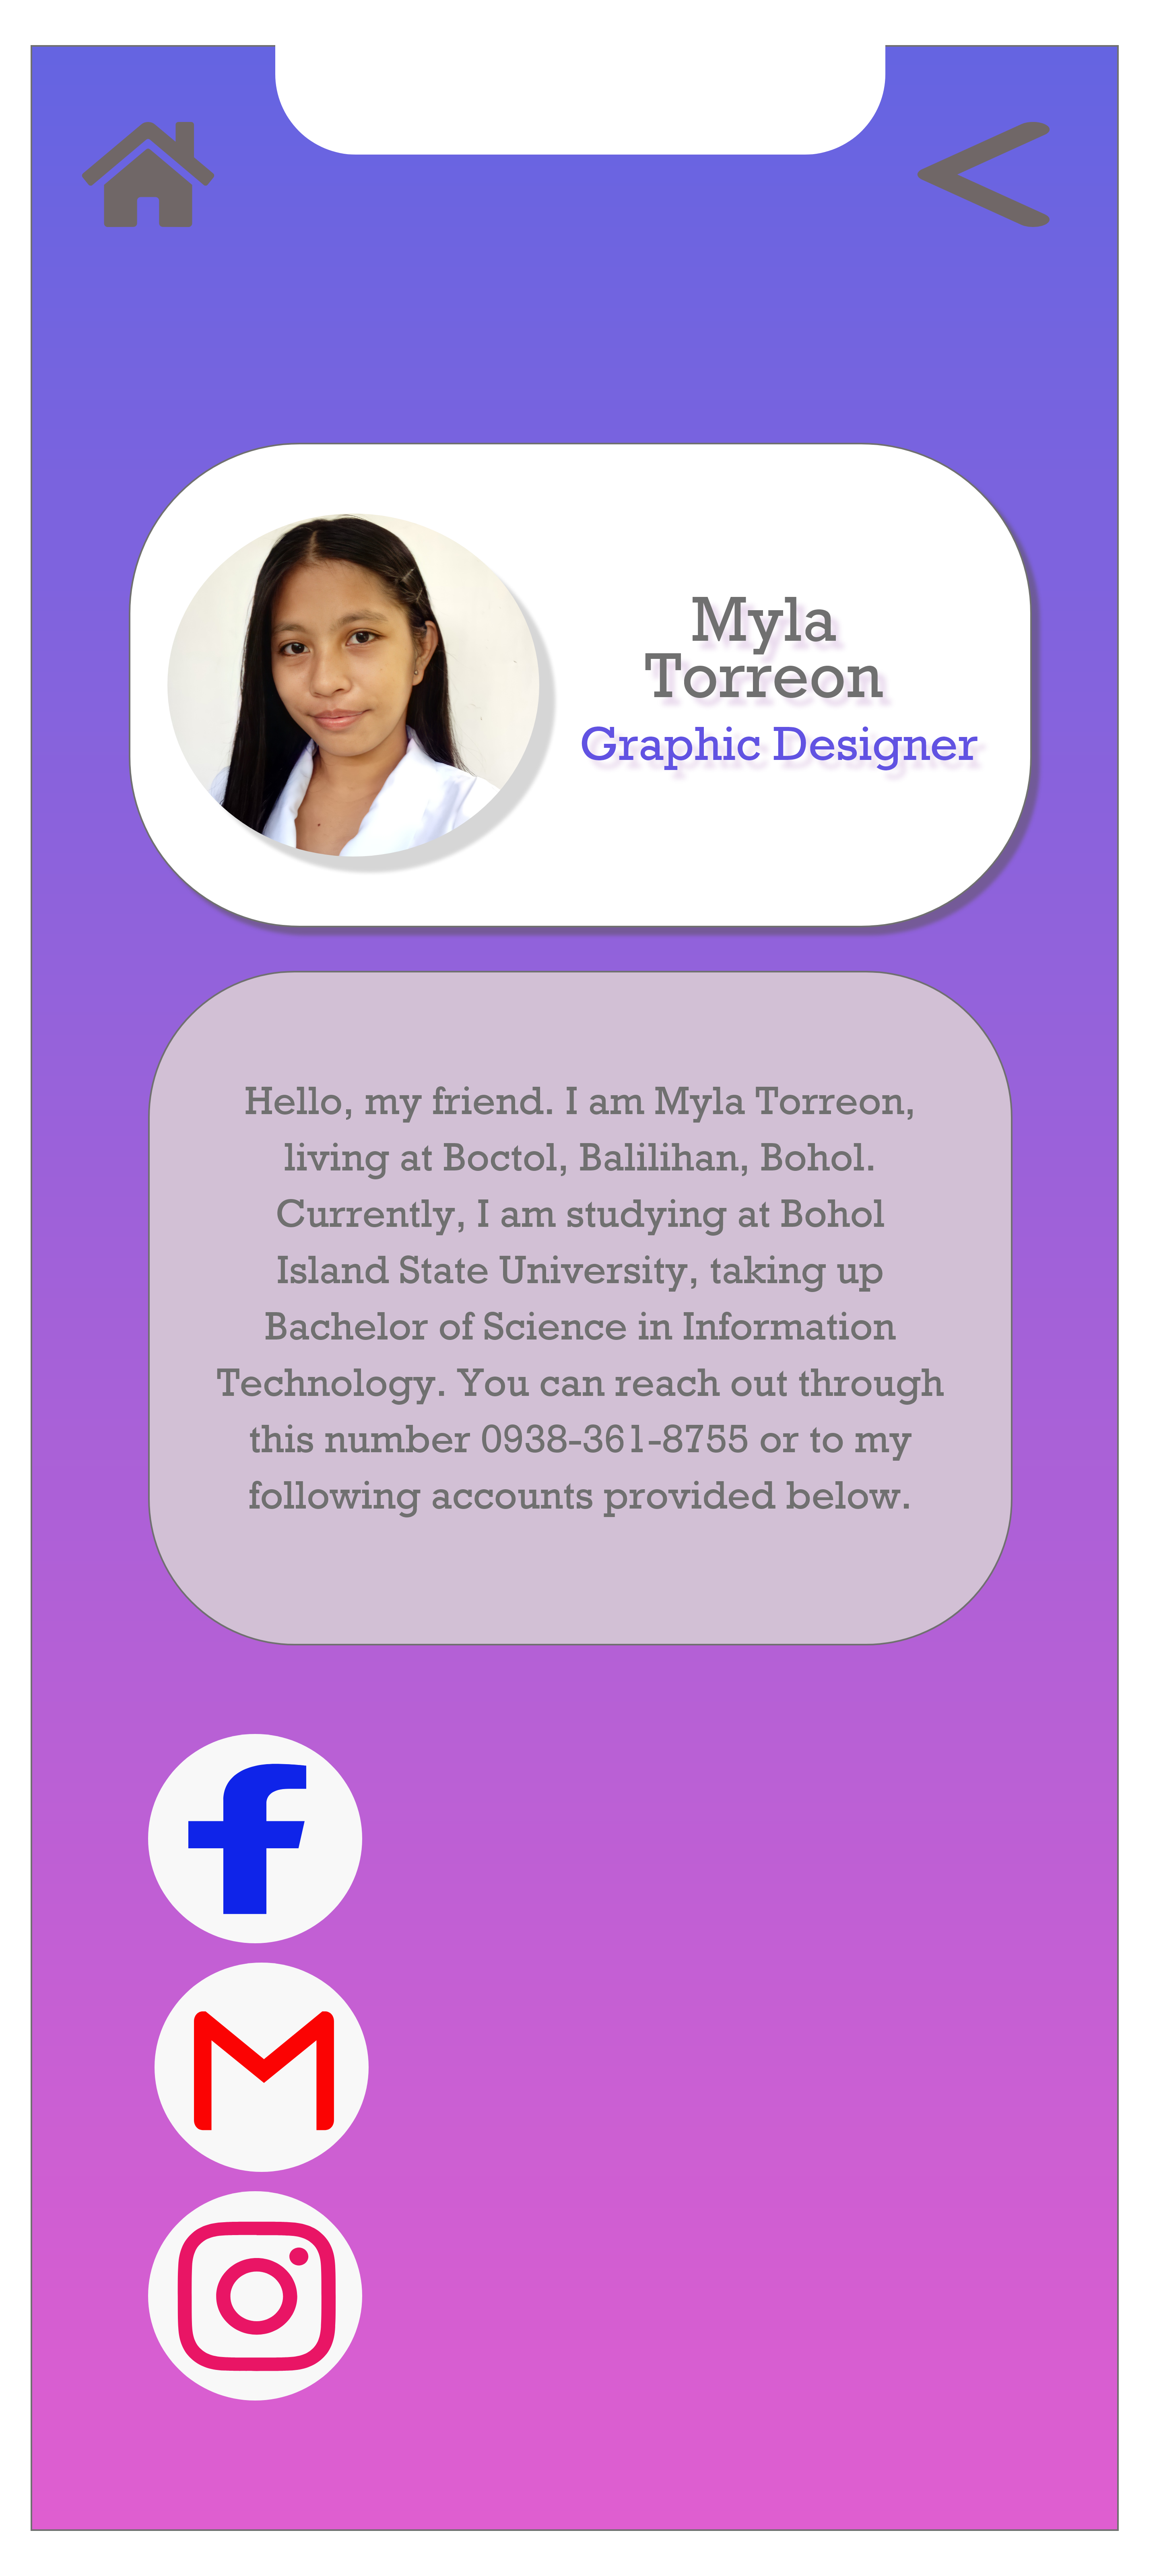 Myla
Torreon
Graphic Designer
Hello, my friend. I am Myla Torreon,
living at Boctol, Balilihan, Bohol.
Currently, I am studying at Bohol
Island State University, taking up
Bachelor of Science in Information
Technology. You can reach out through
this number 0938-361-8755 or to my
following accounts provided below.